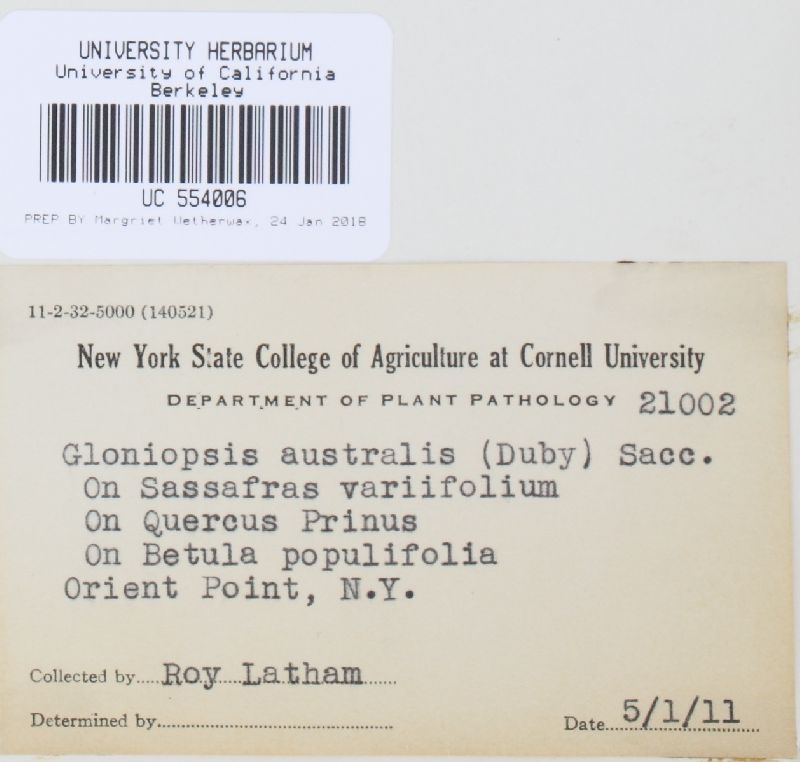 UNIVERSITY HERBARIUM
University of California
Berkeley
UC 554006
PREP BY Margriet Wetherwax, 24 Jan 2018
11-2-32-5000 (140521)
New York State College of Agriculture at Cornell University
DEPARTMENT OF PLANT PATHOLOGY 21002
Gloniopsis australis (Duby) Sacc.
On Sassafras variifolium
On Quercus Prinus
On Betula populifolia
Orient Point, N.Y.
Collected by.....Roy Latham......
Determined by
Date 5/1/11